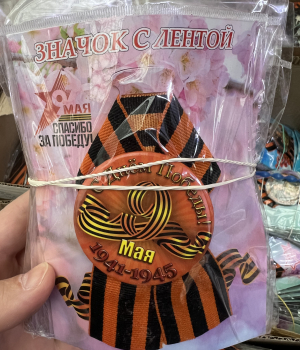 ЗНАЧОК С ЛЕНТОЙ
9 МАЯ
СПАСИБО
ЗА ПОБЕДУ!
С Днём Победы!
9
Мая
1941-1945